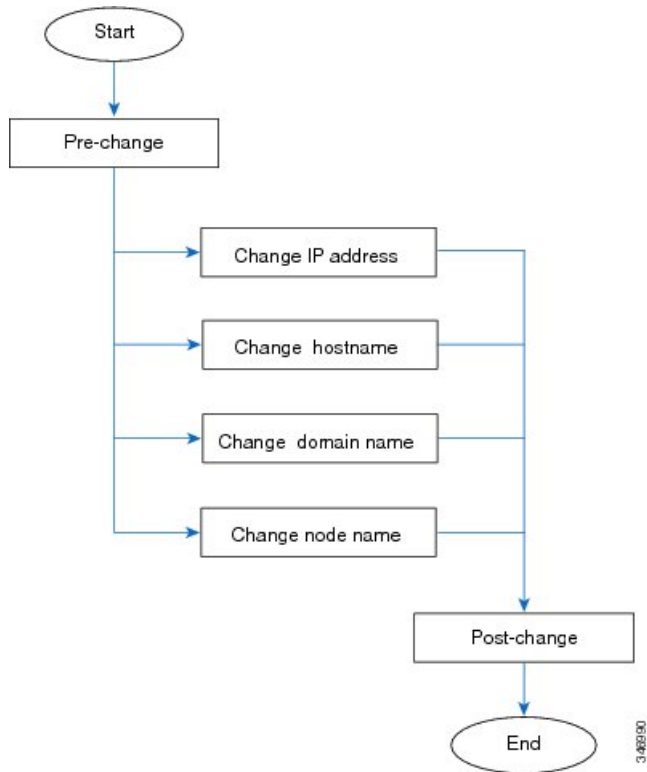 Start
Pre-change
Change IP address
Change hostname
Change domain name
Change node name
Post-change
End
346990